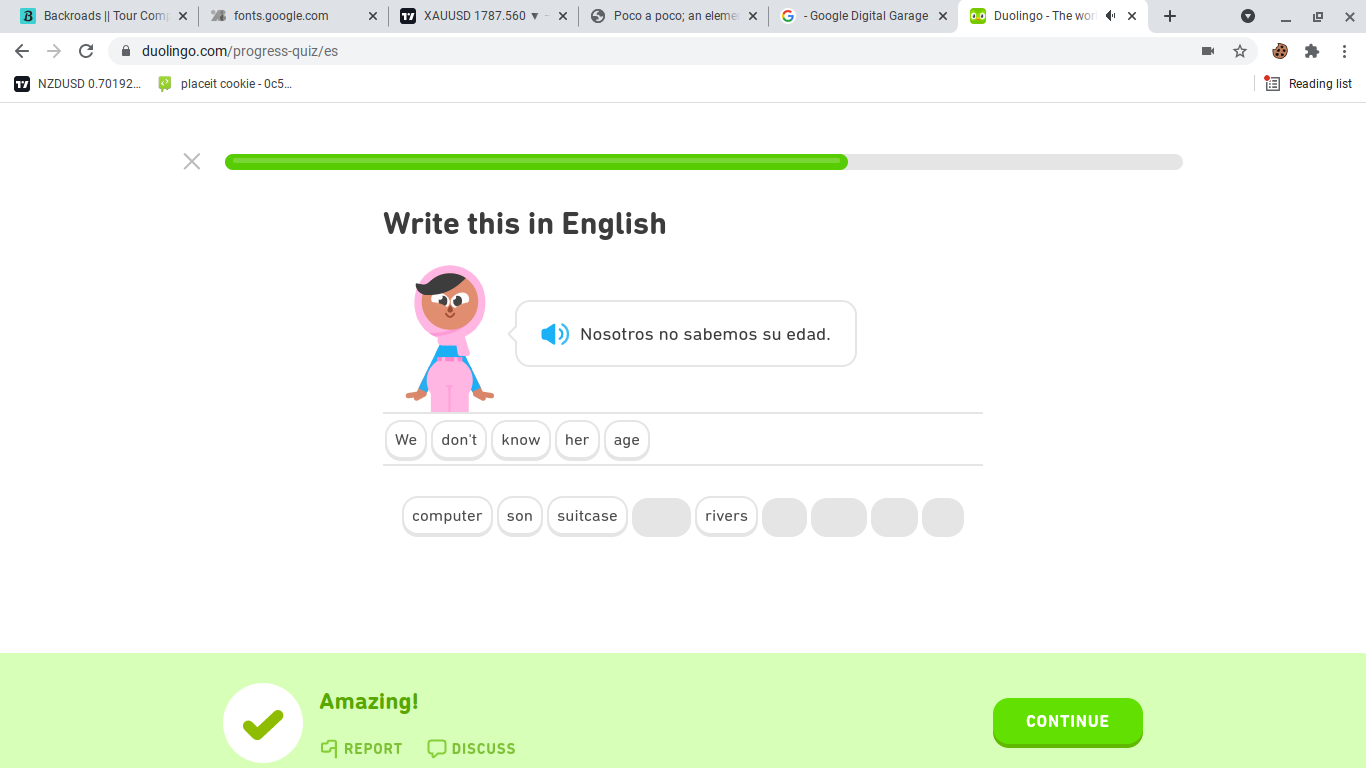 Backroads || Tour Comp
fonts.google.com
XAUUSD 1787.560 ▼ -
Poco a poco; an eleme
- Google Digital Garage
Duolingo - The wor
duolingo.com/progress-quiz/es
NZDUSD 0.70192…
placeit cookie - 0c5…
Reading list
Write this in English
Nosotros no sabemos su edad.
We don't know her age
computer son suitcase rivers
Amazing!
CONTINUE
REPORT DISCUSS